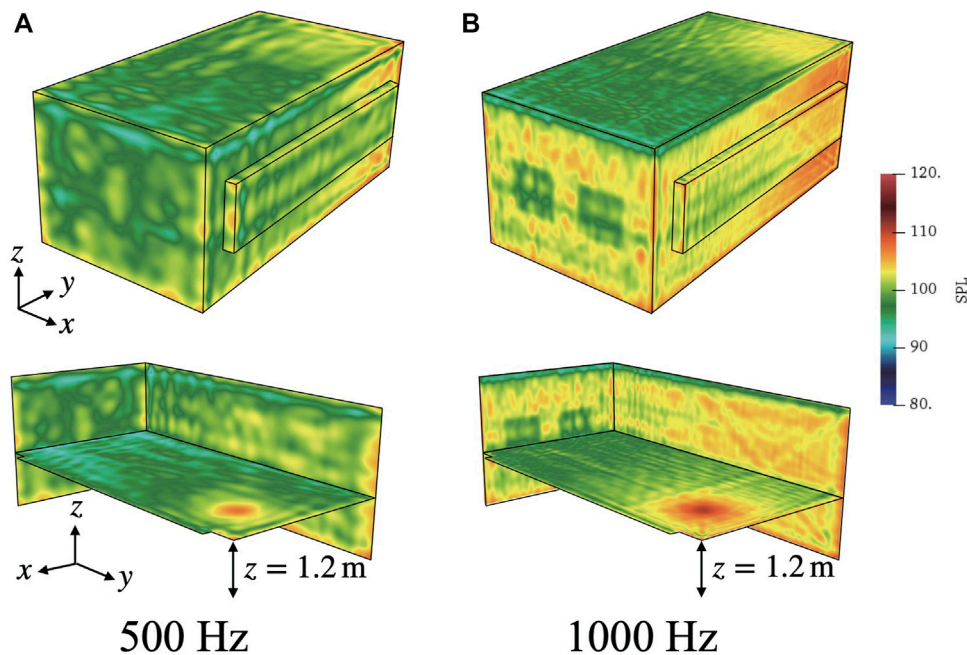 A
B
z
y
x
120.
110
100
90
80.
SPL
z
x
y
z = 1.2 m
z = 1.2 m
500 Hz
1000 Hz